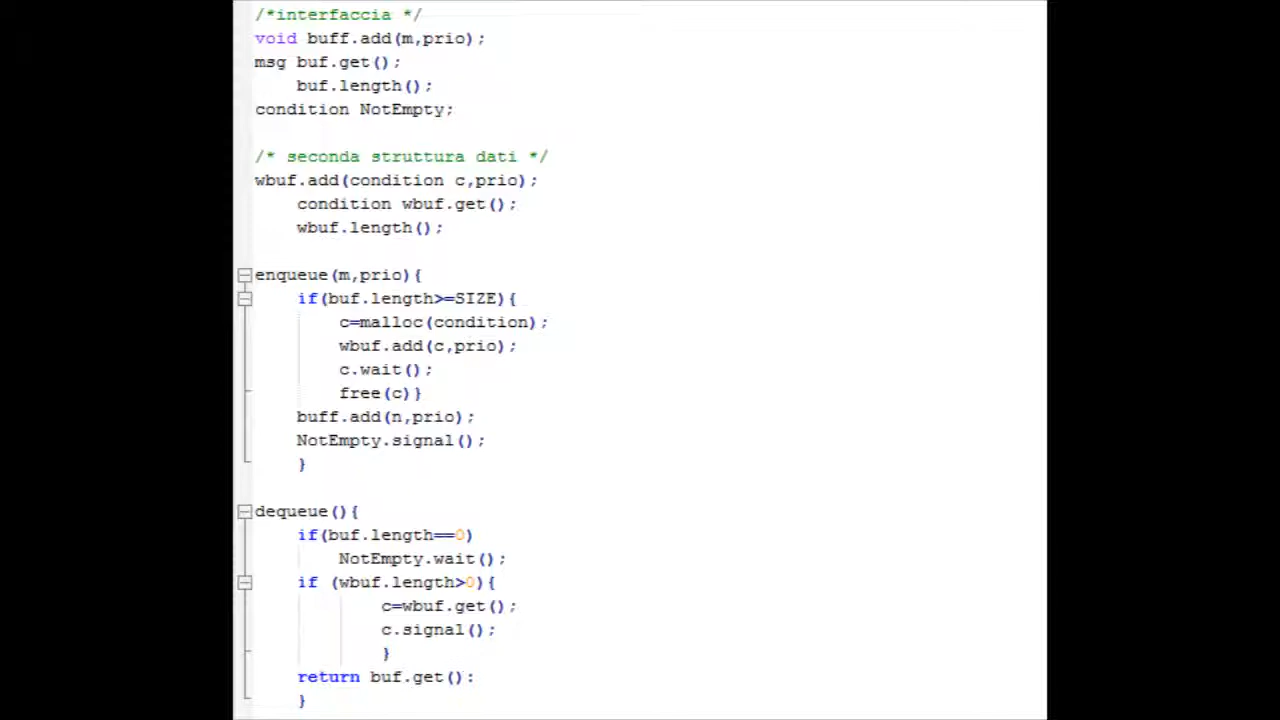 /*interfaccia */
void buff.add(m,prio);
msg buf.get();
buf.length();
condition NotEmpty;
/* seconda struttura dati */
wbuf.add(condition c,prio);
condition wbuf.get();
wbuf.length();
enqueue(m,prio){
if(buf.length>=SIZE){
c=malloc(condition);
wbuf.add(c,prio);
c.wait();
free(c)}
buff.add(n,prio);
NotEmpty.signal();
}
dequeue(){
if(buf.length==0)
NotEmpty.wait();
if (wbuf.length>0){
c=wbuf.get();
c.signal();
}
return buf.get():
}